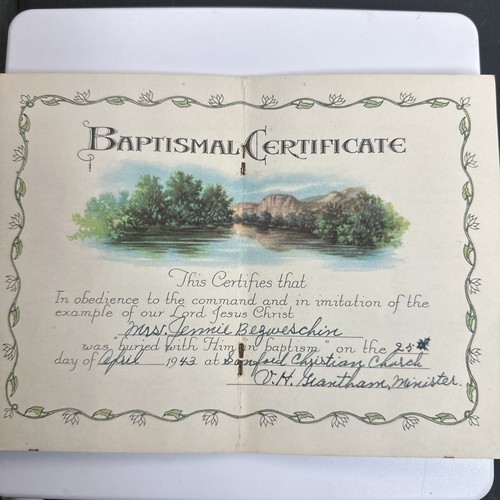 BAPTISMAL CERTIFICATE
This Certifies that
In obedience to the command and in imitation of the
example of our Lord Jesus Christ
Mrs. Jennie Begweschin
was "buried with Him in baptism" on the
day of April 1943 at Sanford Christian Church
V. H. Grantham, Minister.